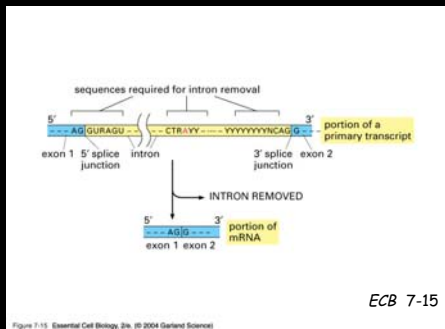 sequences required for intron removal
5' 3'
- - - AG GURAGU - - - - CTRAYY ---- YYYYYYYYNCAG G - - -
portion of a
primary transcript
exon 1 5' splice
junction intron 3' splice
junction exon 2
INTRON REMOVED
5' 3'
- - - - AG G - - - -
portion of
mRNA
exon 1 exon 2
ECB 7-15
Figure 7-15 Essential Cell Biology, 2/e. (© 2004 Garland Science)